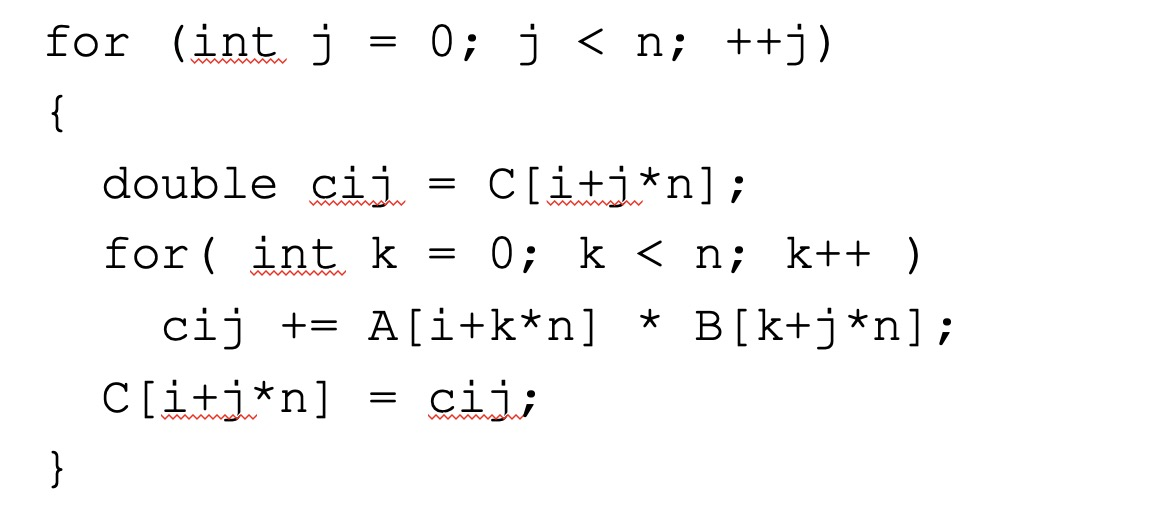 for (int j = 0; j < n; ++j)
{
double cij = C[i+j*n];
for( int k = 0; k < n; k++ )
cij += A[i+k*n] * B[k+j*n];
C[i+j*n] = cij;
}